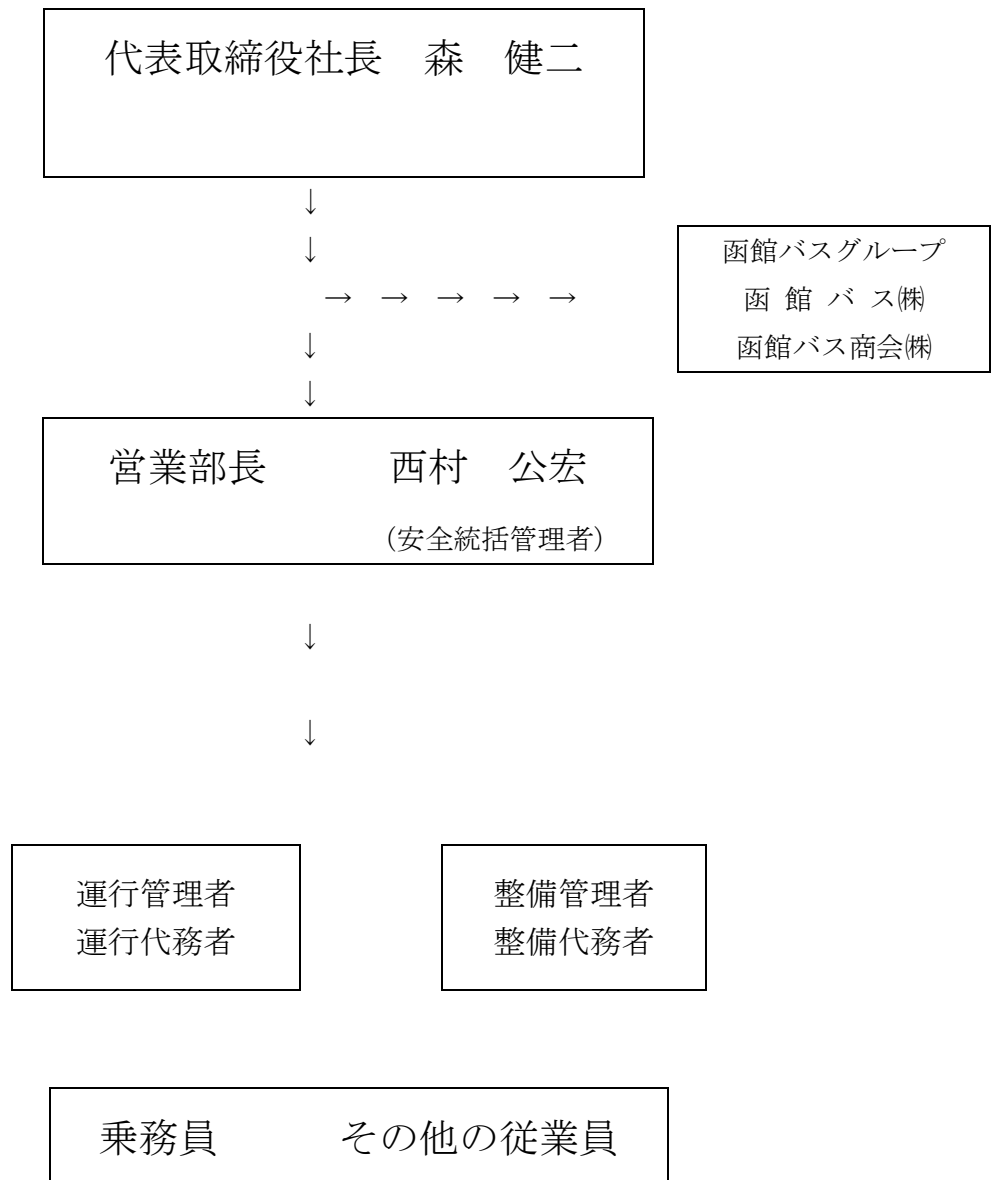 代表取締役社長　森　健二
↓
↓
→　→　→　→　→
函館バスグループ
函 館 バ ス㈱
函館バス商会㈱
↓
↓
営業部長　　　西村　公宏
(安全統括管理者)
↓
↓
運行管理者
運行代務者
整備管理者
整備代務者
乗務員　　　その他の従業員